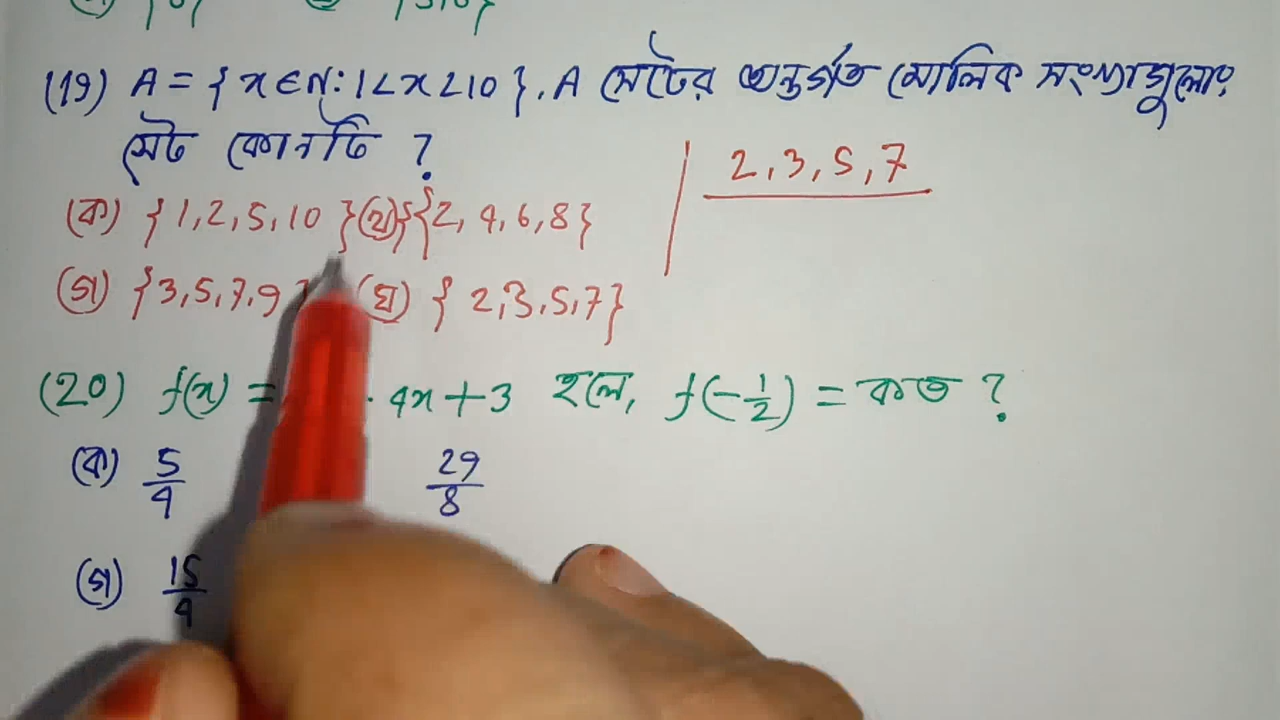 (19) A = { x ∈ N : 1 < x < 10 }, A সেটের অন্তর্গত মৌলিক সংখ্যাগুলোর
সেট কোনটি ?
2, 3, 5, 7
(ক) { 1, 2, 5, 10 } (খ) { 2, 4, 6, 8 }
(গ) { 3, 5, 7, 9 } (ঘ) { 2, 3, 5, 7 }
(20) f(x) = 4x + 3 হলে, f(-1/2) = কত ?
(ক) 5/4 29/8
(গ) 15/4